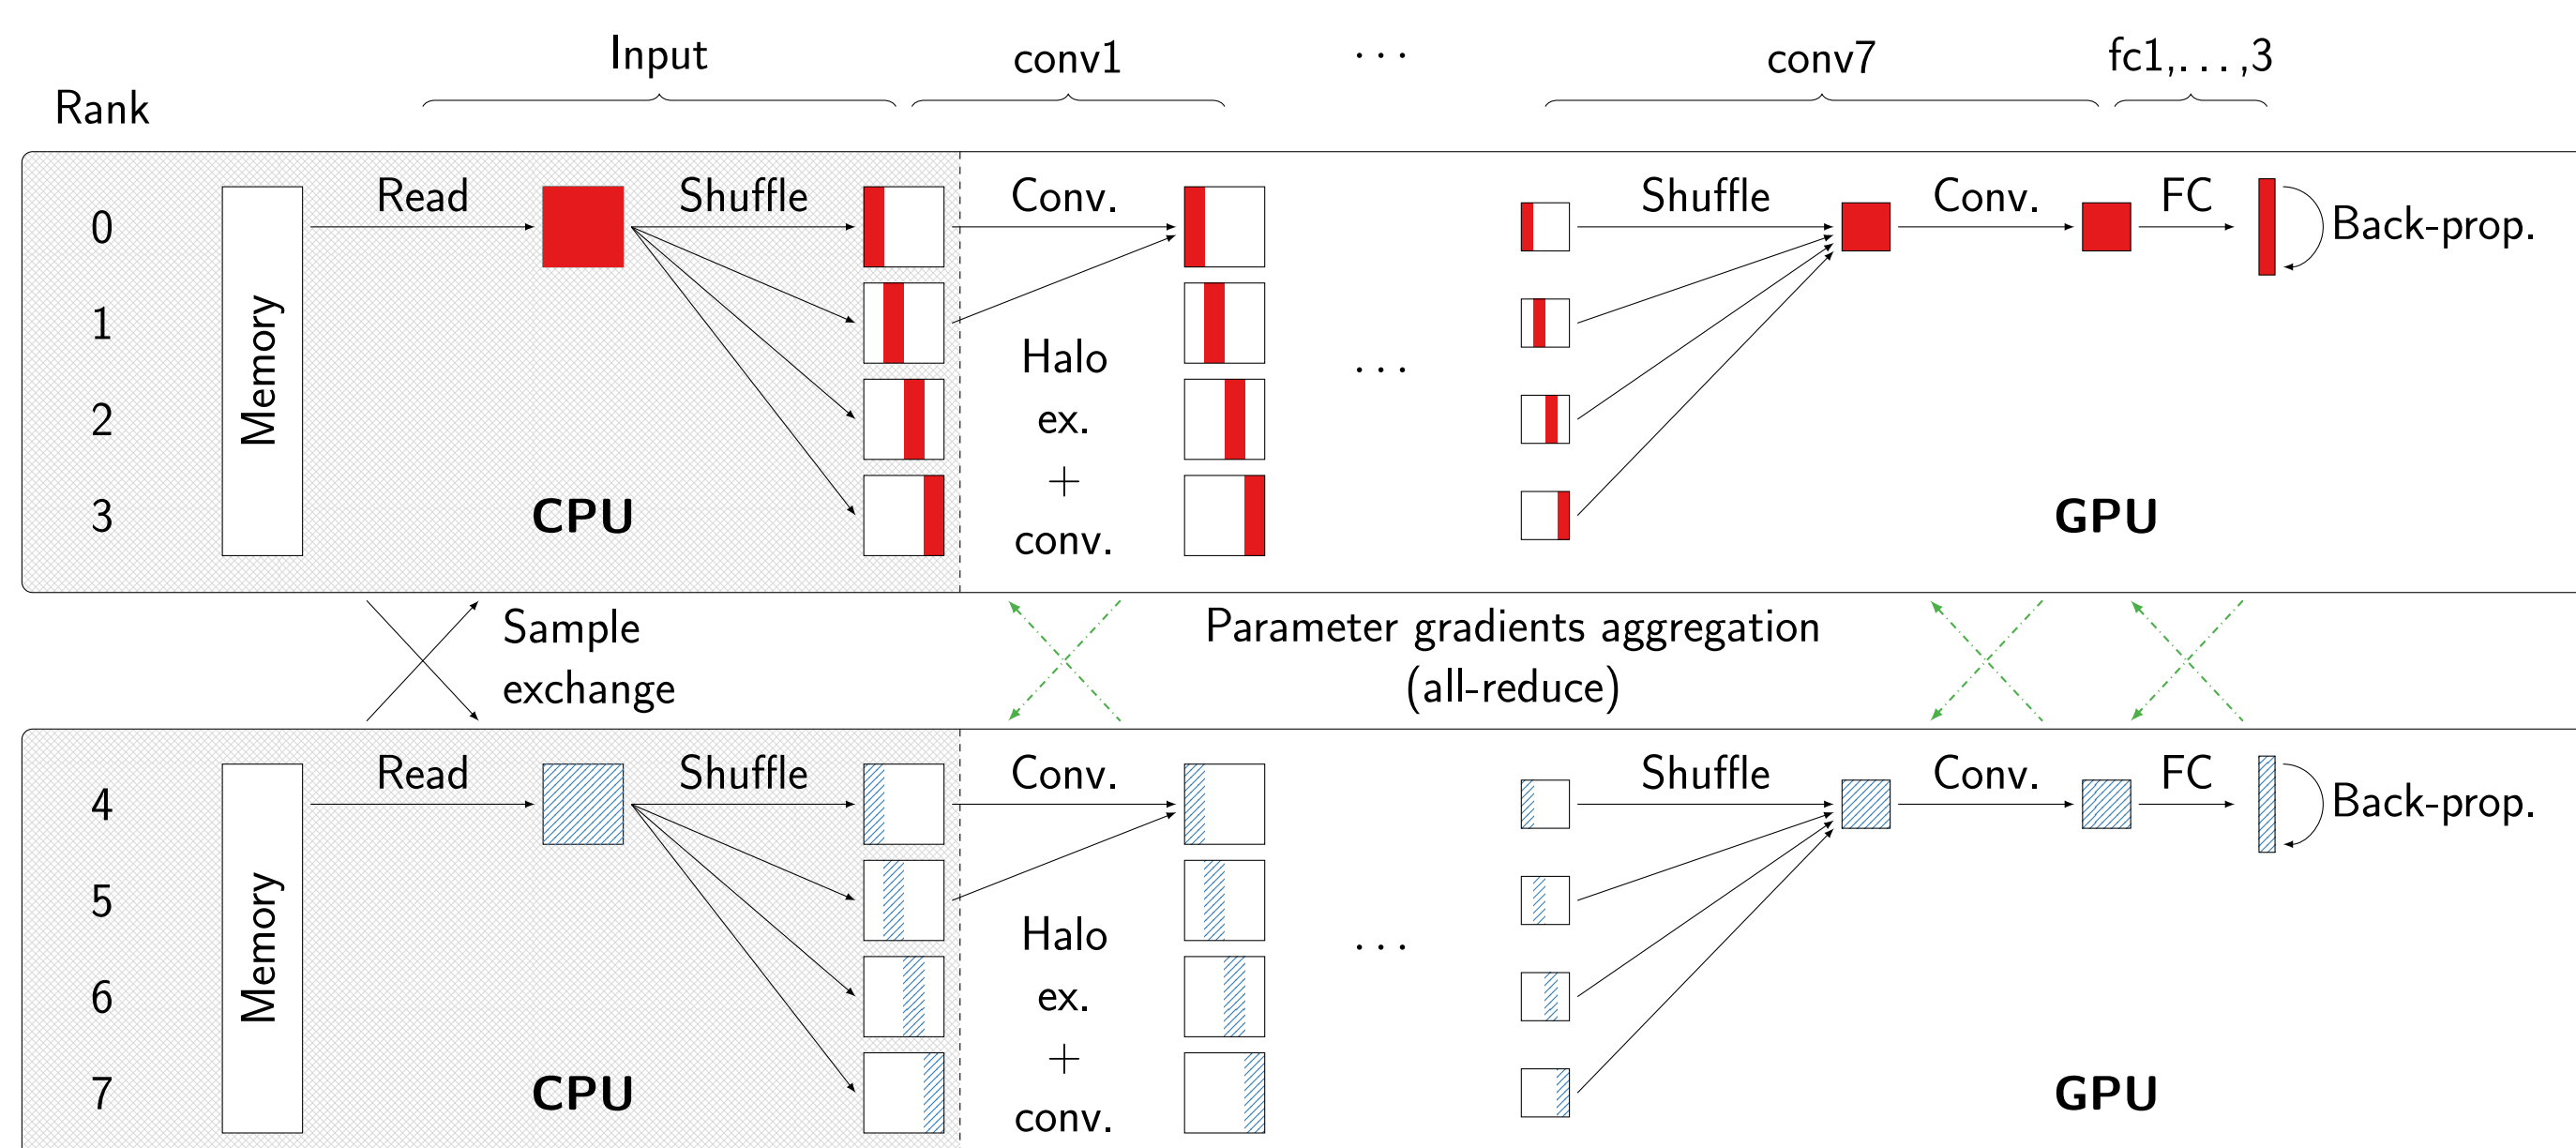 Input
conv1
. . .
conv7
fc1,...,3
Rank
Read
Shuffle
Conv.
Shuffle
Conv.
FC
0
Back-prop.
1
Memory
Halo
. . .
2
ex.
+
3
CPU
conv.
GPU
Sample
exchange
Parameter gradients aggregation
(all-reduce)
Read
Shuffle
Conv.
Shuffle
Conv.
FC
4
Back-prop.
5
Memory
Halo
. . .
6
ex.
+
7
CPU
conv.
GPU